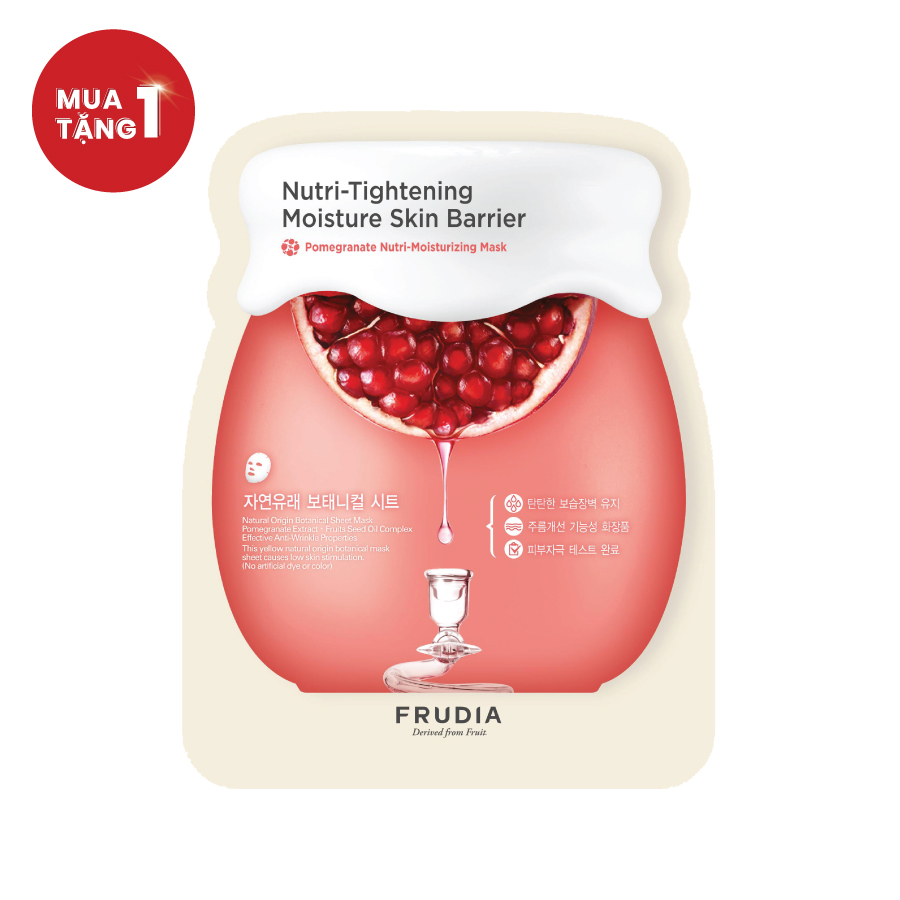 MUA
TẶNG 1
Nutri-Tightening
Moisture Skin Barrier
Pomegranate Nutri-Moisturizing Mask
자연유래 보태니컬 시트
Natural Origin Botanical Sheet Mask
Pomegranate Extract + Frudia Seed Oil Complex
Effective Anti-Wrinkle Properties
This yellow natural origin botanical mask
sheet causes low skin stimulation.
(No artificial dye or color)
탄탄한 보습장벽 유지
주름개선 기능성 화장품
피부자극 테스트 완료
FRUDIA
Derived from Fruit